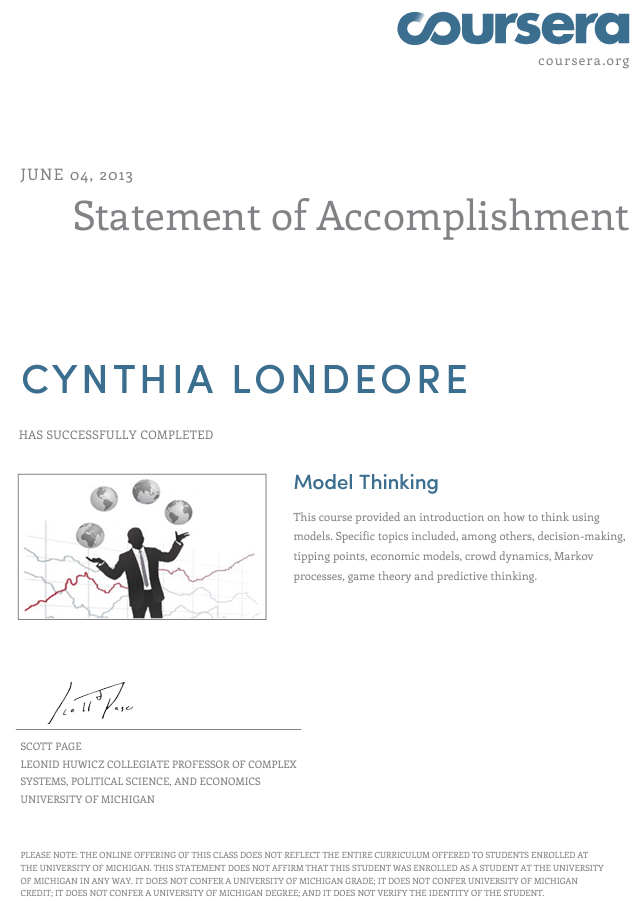 coursera
coursera.org
JUNE 04, 2013
Statement of Accomplishment
CYNTHIA LONDEORE
HAS SUCCESSFULLY COMPLETED
Model Thinking
This course provided an introduction on how to think using
models. Specific topics included, among others, decision-making,
tipping points, economic models, crowd dynamics, Markov
processes, game theory and predictive thinking.
Scott Page
SCOTT PAGE
LEONID HUWICZ COLLEGIATE PROFESSOR OF COMPLEX
SYSTEMS, POLITICAL SCIENCE, AND ECONOMICS
UNIVERSITY OF MICHIGAN
PLEASE NOTE: THE ONLINE OFFERING OF THIS CLASS DOES NOT REFLECT THE ENTIRE CURRICULUM OFFERED TO STUDENTS ENROLLED AT
THE UNIVERSITY OF MICHIGAN. THIS STATEMENT DOES NOT AFFIRM THAT THIS STUDENT WAS ENROLLED AS A STUDENT AT THE UNIVERSITY
OF MICHIGAN IN ANY WAY. IT DOES NOT CONFER A UNIVERSITY OF MICHIGAN GRADE; IT DOES NOT CONFER UNIVERSITY OF MICHIGAN
CREDIT; IT DOES NOT CONFER A UNIVERSITY OF MICHIGAN DEGREE; AND IT DOES NOT VERIFY THE IDENTITY OF THE STUDENT.